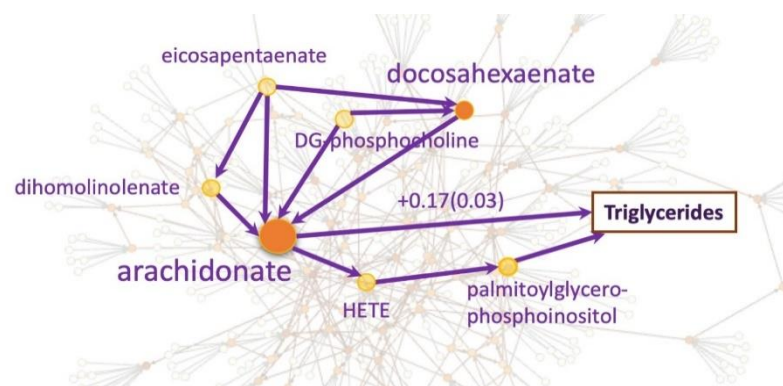 eicosapentaenate
docosahexaenate
DG-phosphocholine
dihomolinolenate
+0.17(0.03)
Triglycerides
arachidonate
HETE
palmitoylglycero-
phosphoinositol